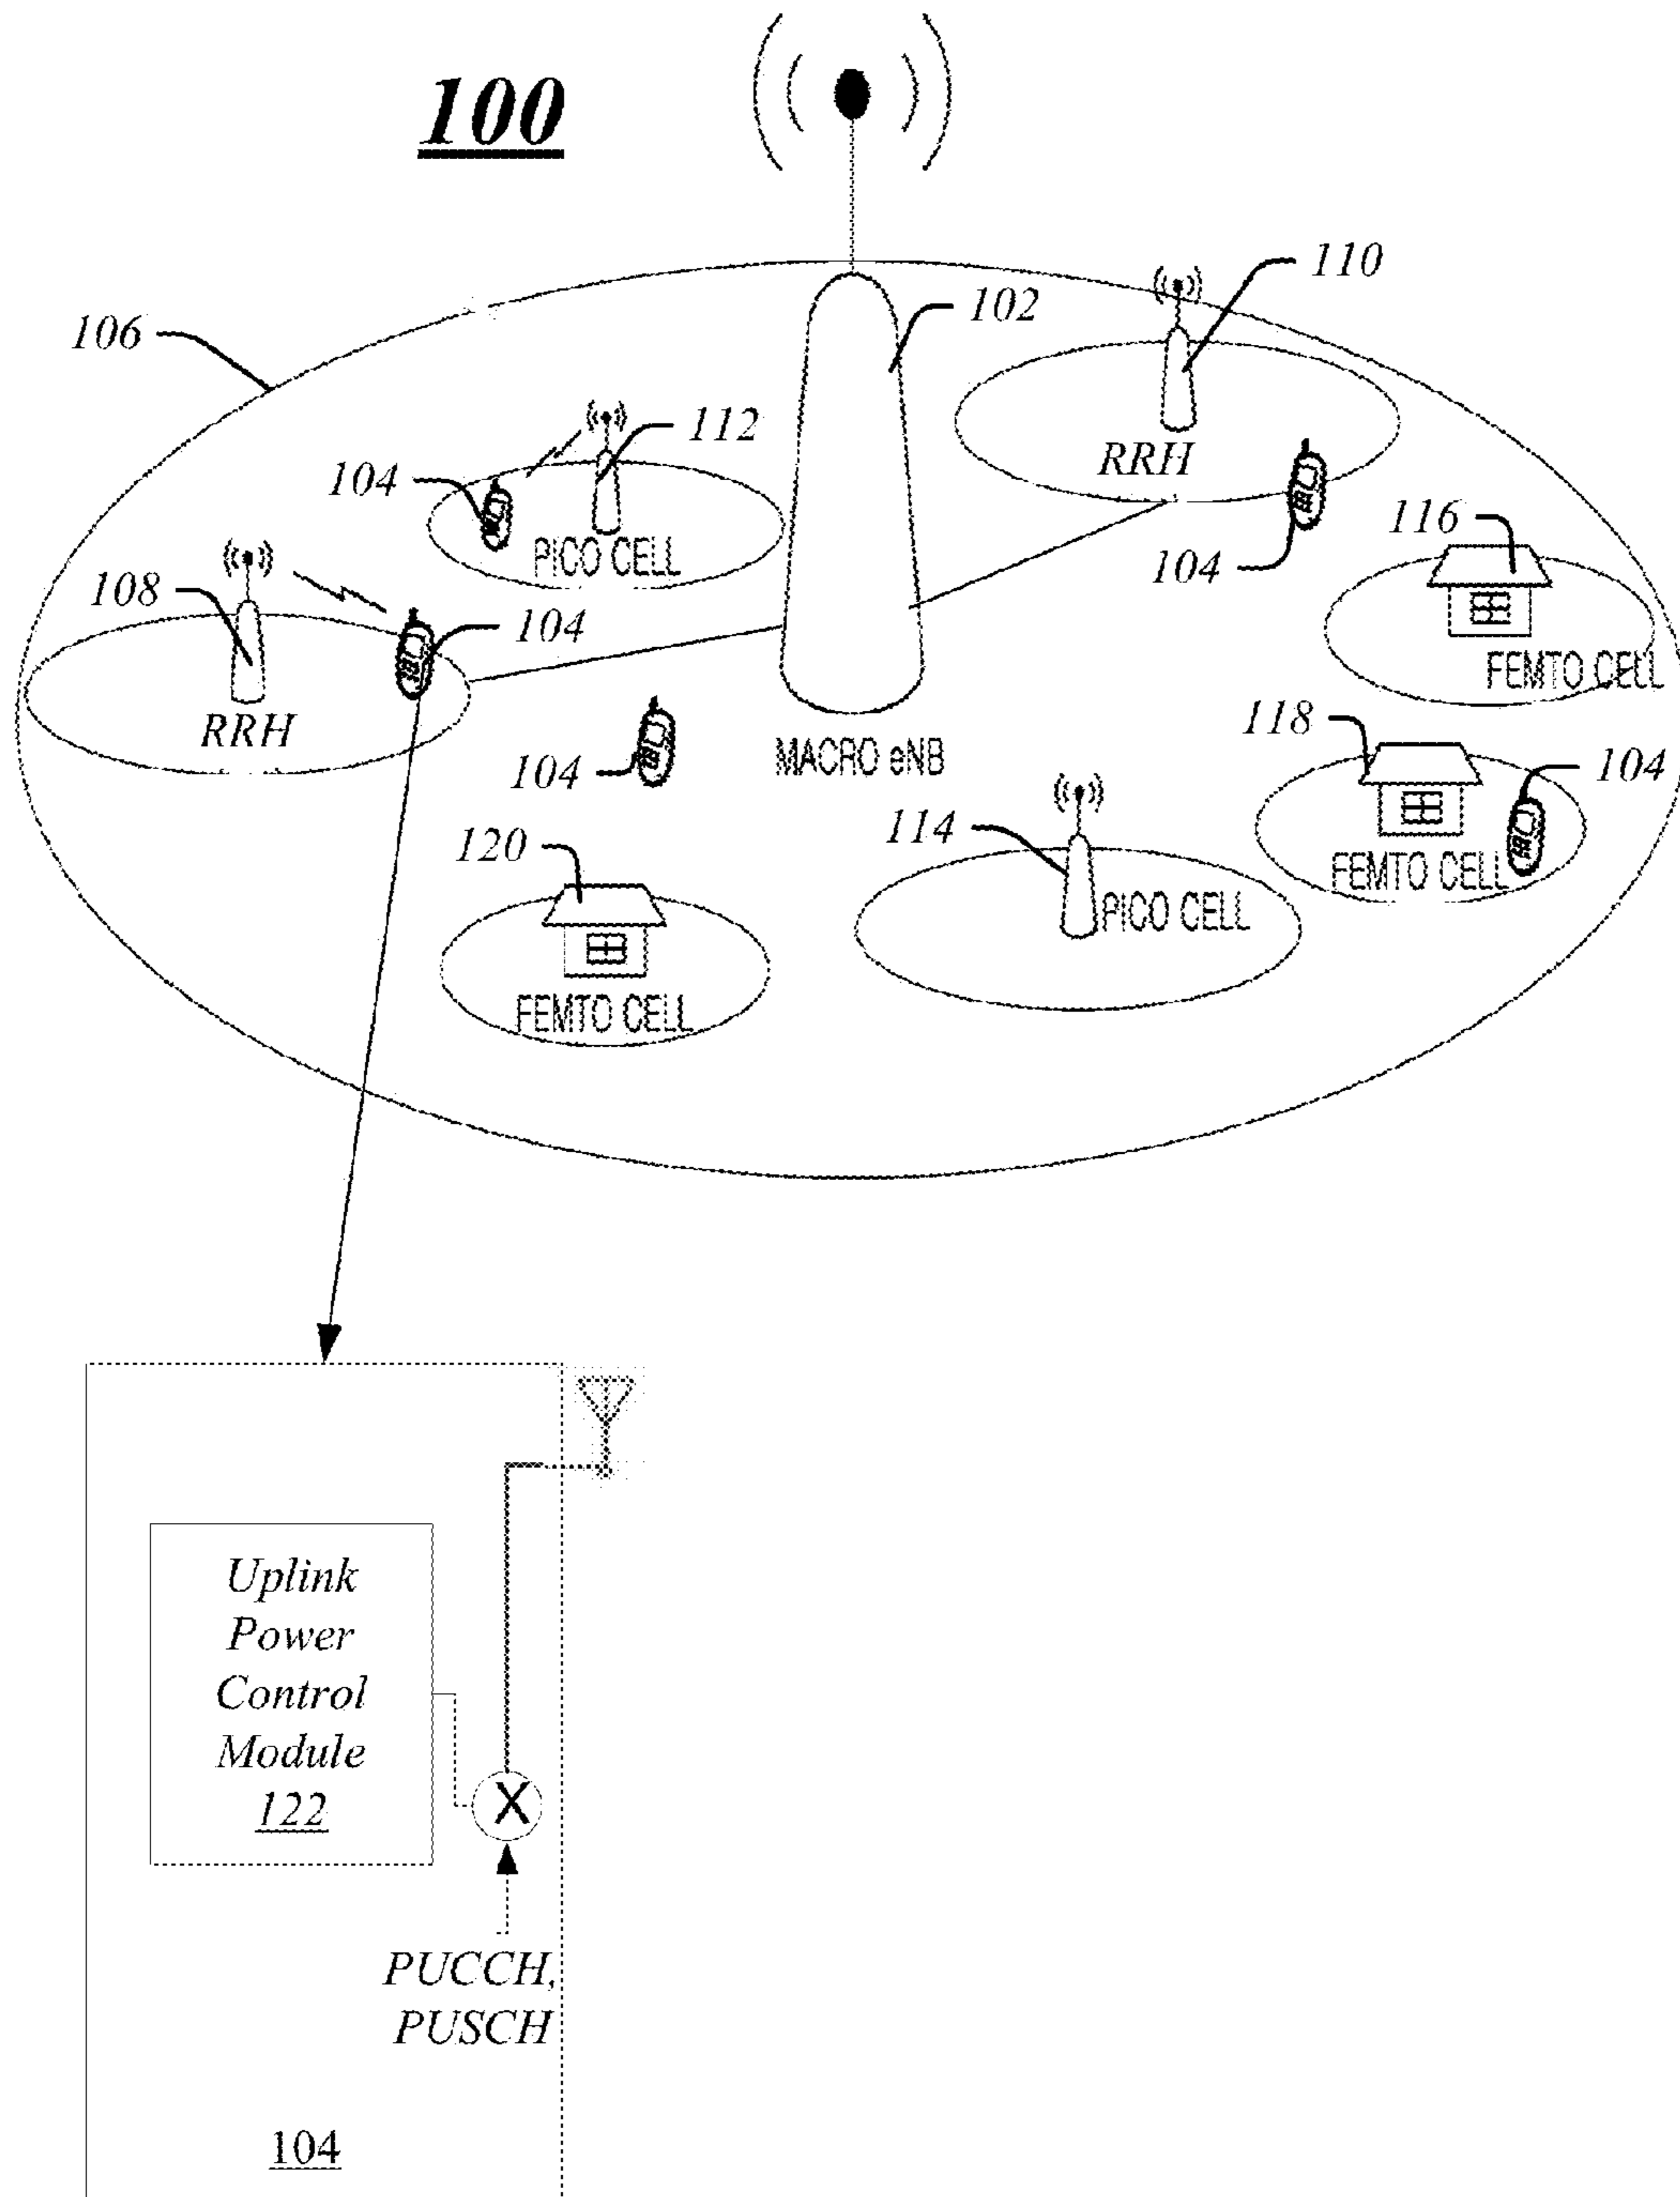 100
110
102
106
112
104
RRH
116
PICO CELL
104
108
104
FEMTO CELL
RRH
118
MACRO eNB
104
104
114
120
FEMTO CELL
PICO CELL
FEMTO CELL
Uplink
Power
Control
Module
122
PUCCH,
PUSCH
104